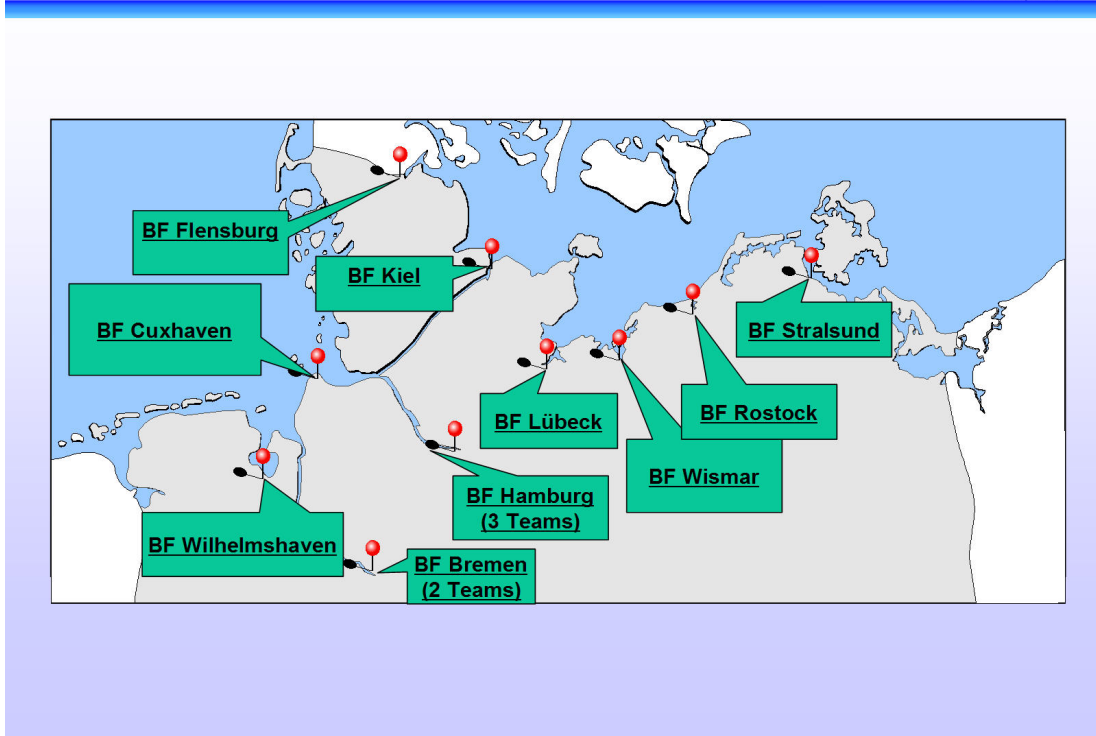 BF Flensburg
BF Kiel
BF Cuxhaven
BF Stralsund
BF Lübeck
BF Rostock
BF Wismar
BF Hamburg
(3 Teams)
BF Wilhelmshaven
BF Bremen
(2 Teams)